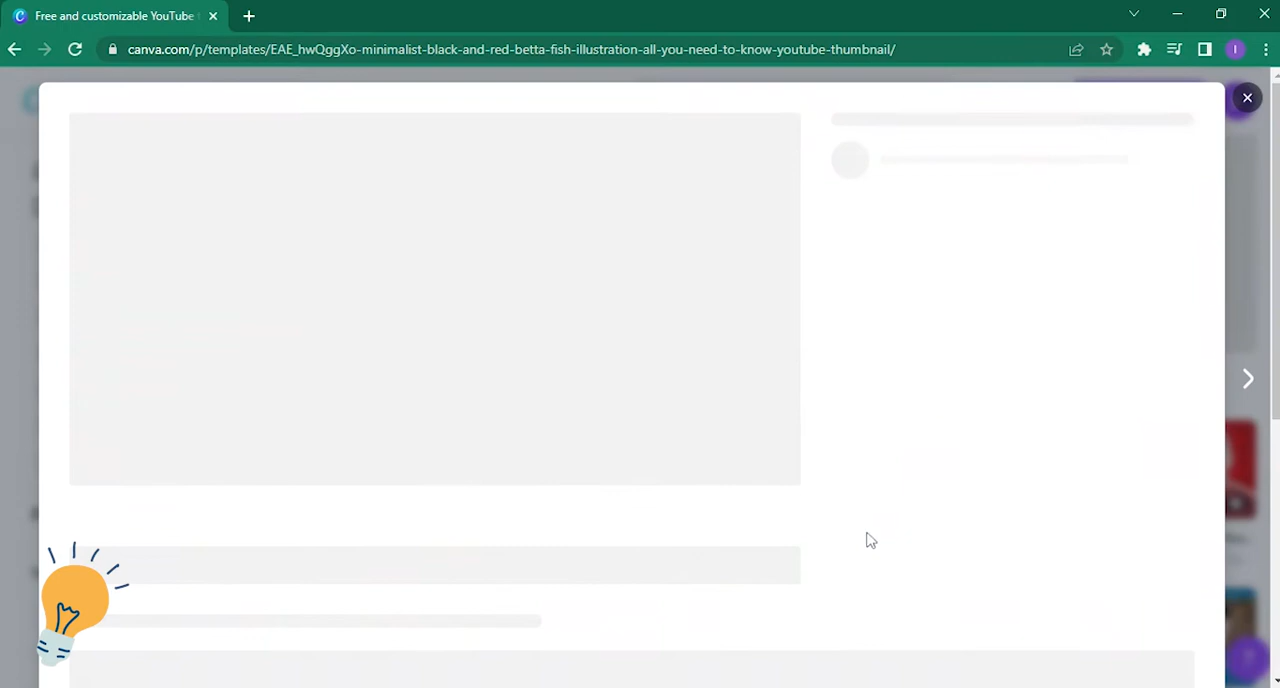 Free and customizable YouTube
canva.com/p/templates/EAE_hwQggXo-minimalist-black-and-red-betta-fish-illustration-all-you-need-to-know-youtube-thumbnail/
I